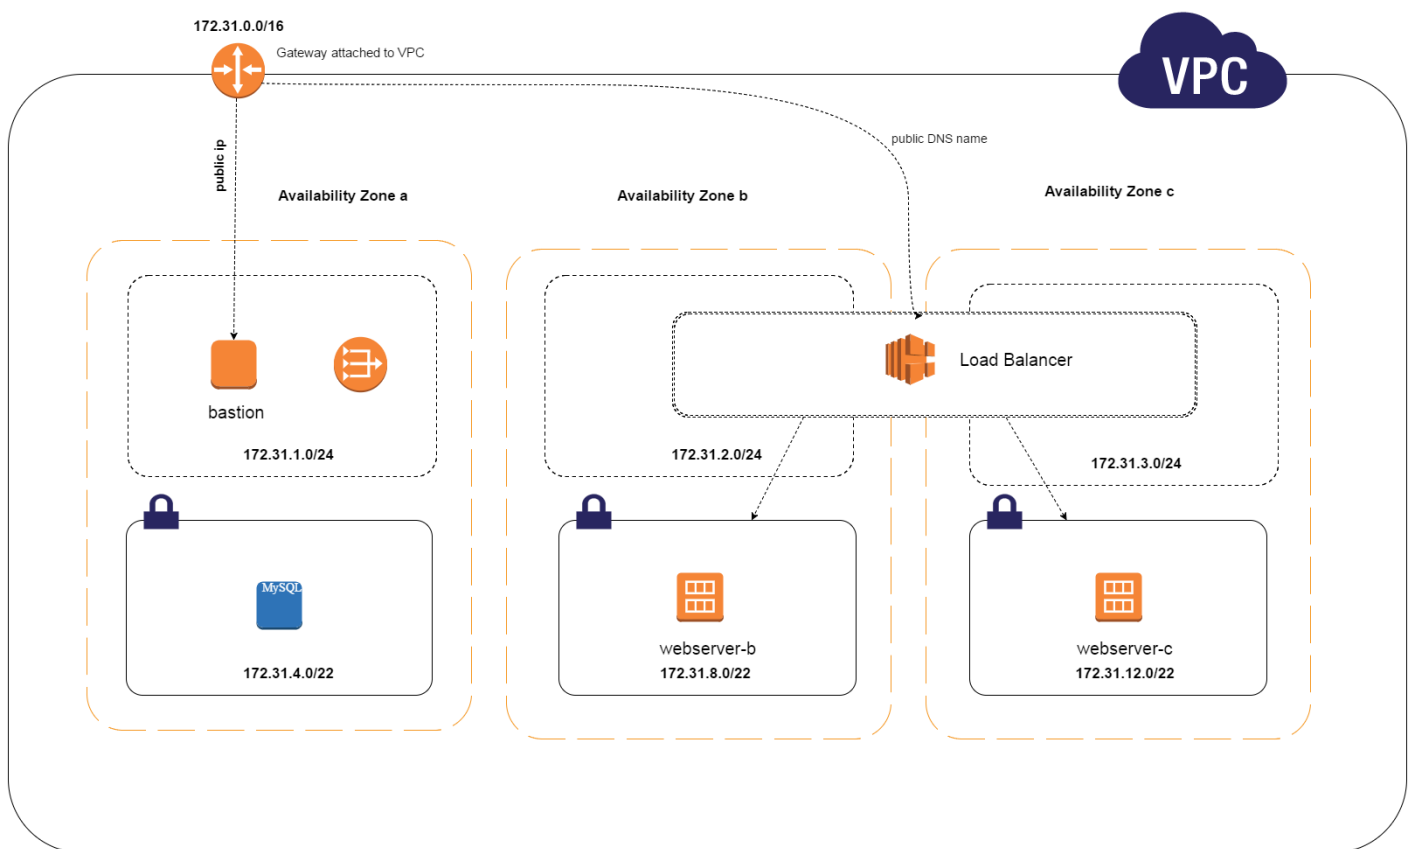 172.31.0.0/16
Gateway attached to VPC
VPC
public ip
public DNS name
Availability Zone a
Availability Zone b
Availability Zone c
Load Balancer
bastion
172.31.1.0/24
172.31.2.0/24
172.31.3.0/24
MySQL
webserver-b
webserver-c
172.31.4.0/22
172.31.8.0/22
172.31.12.0/22